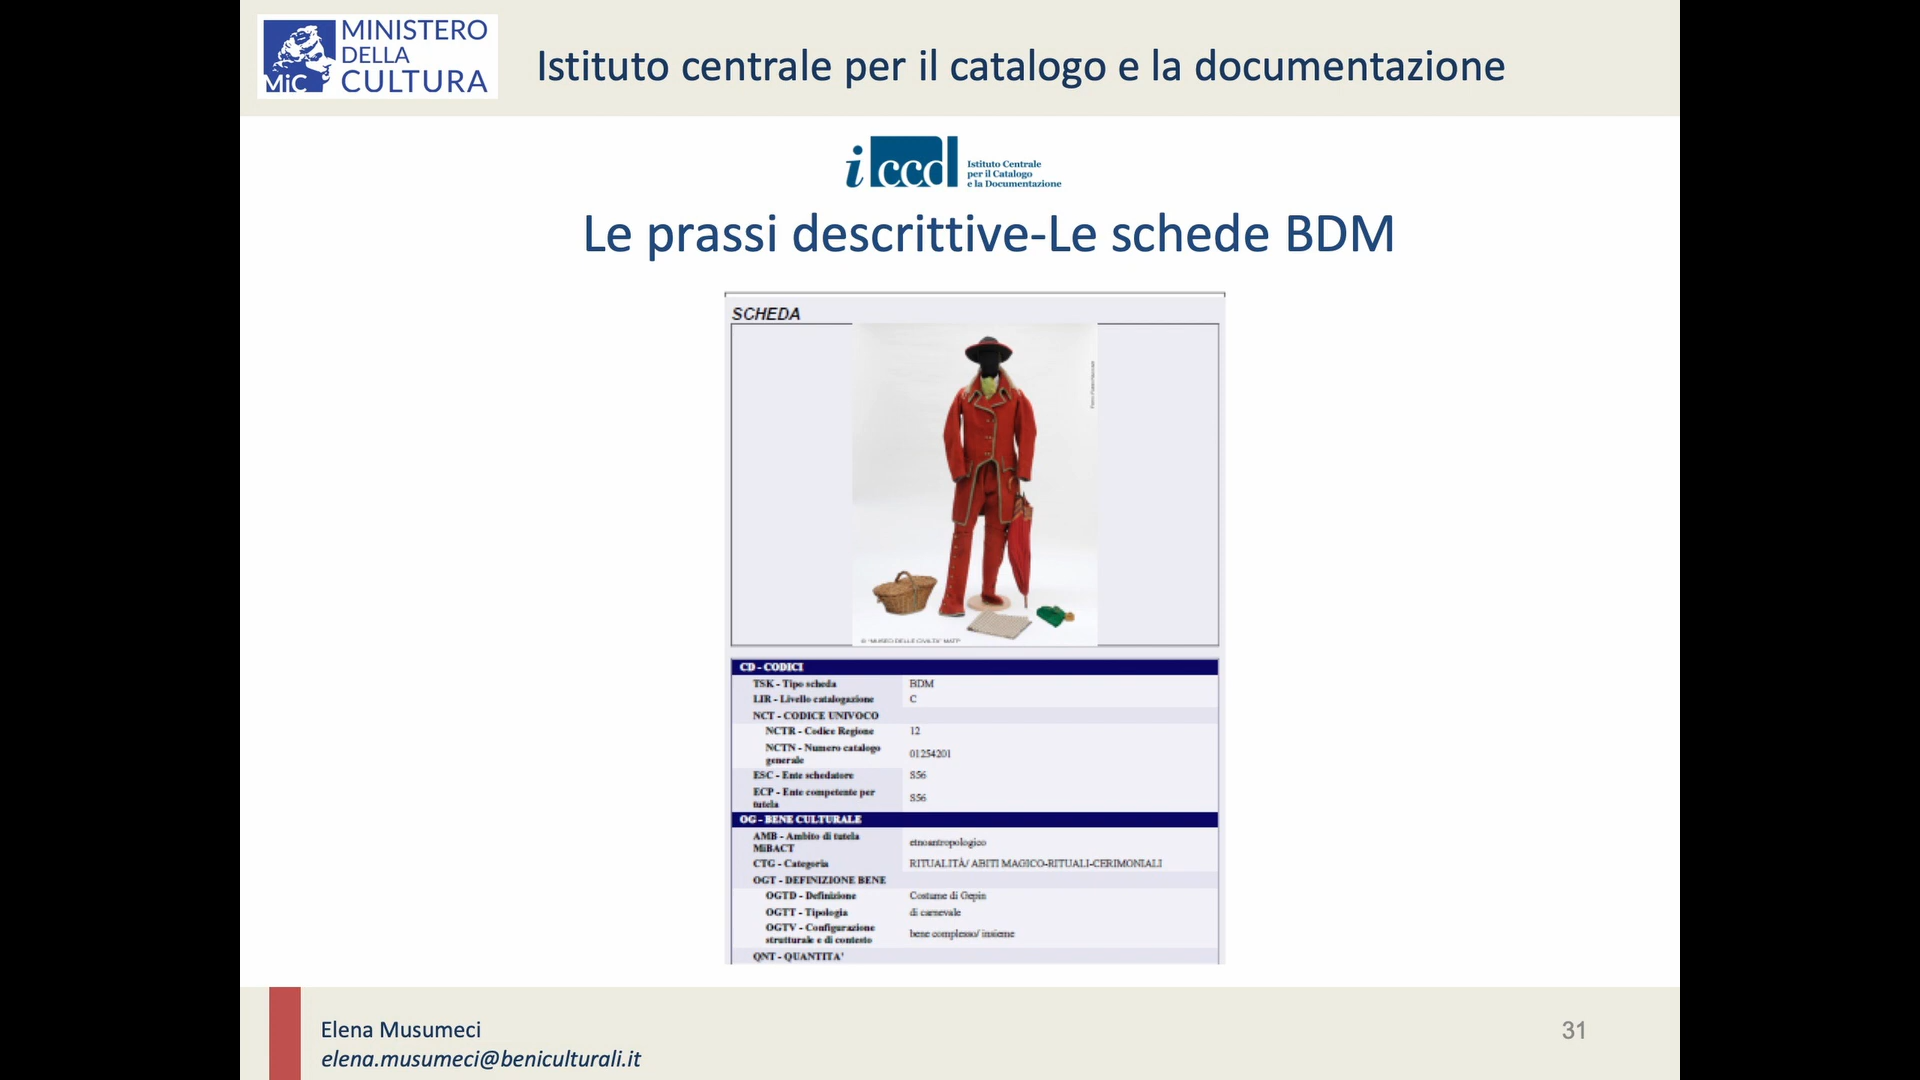 MINISTERO
DELLA
CULTURA
MiC
Istituto centrale per il catalogo e la documentazione
iccd
Istituto Centrale
per il Catalogo
e la Documentazione
Le prassi descrittive-Le schede BDM
SCHEDA
© "MUSEO DELLE CIVILTÀ" MATP
CD - CODICI
TSK - Tipo scheda BDM
LIR - Livello catalogazione C
NCT - CODICE UNIVOCO
NCTR - Codice Regione 12
NCTN - Numero catalogo
generale 01254201
ESC - Ente schedatore S56
ECP - Ente competente per
tutela S56
OG - BENE CULTURALE
AMB - Ambito di tutela
MiBACT etnoantropologico
CTG - Categoria RITUALITÀ/ ABITI MAGICO-RITUALI-CERIMONIALI
OGT - DEFINIZIONE BENE
OGTD - Definizione Costume di Gepin
OGTT - Tipologia di carnevale
OGTV - Configurazione
strutturale e di contesto bene complesso/ insieme
QNT - QUANTITA'
Elena Musumeci
elena.musumeci@beniculturali.it
31